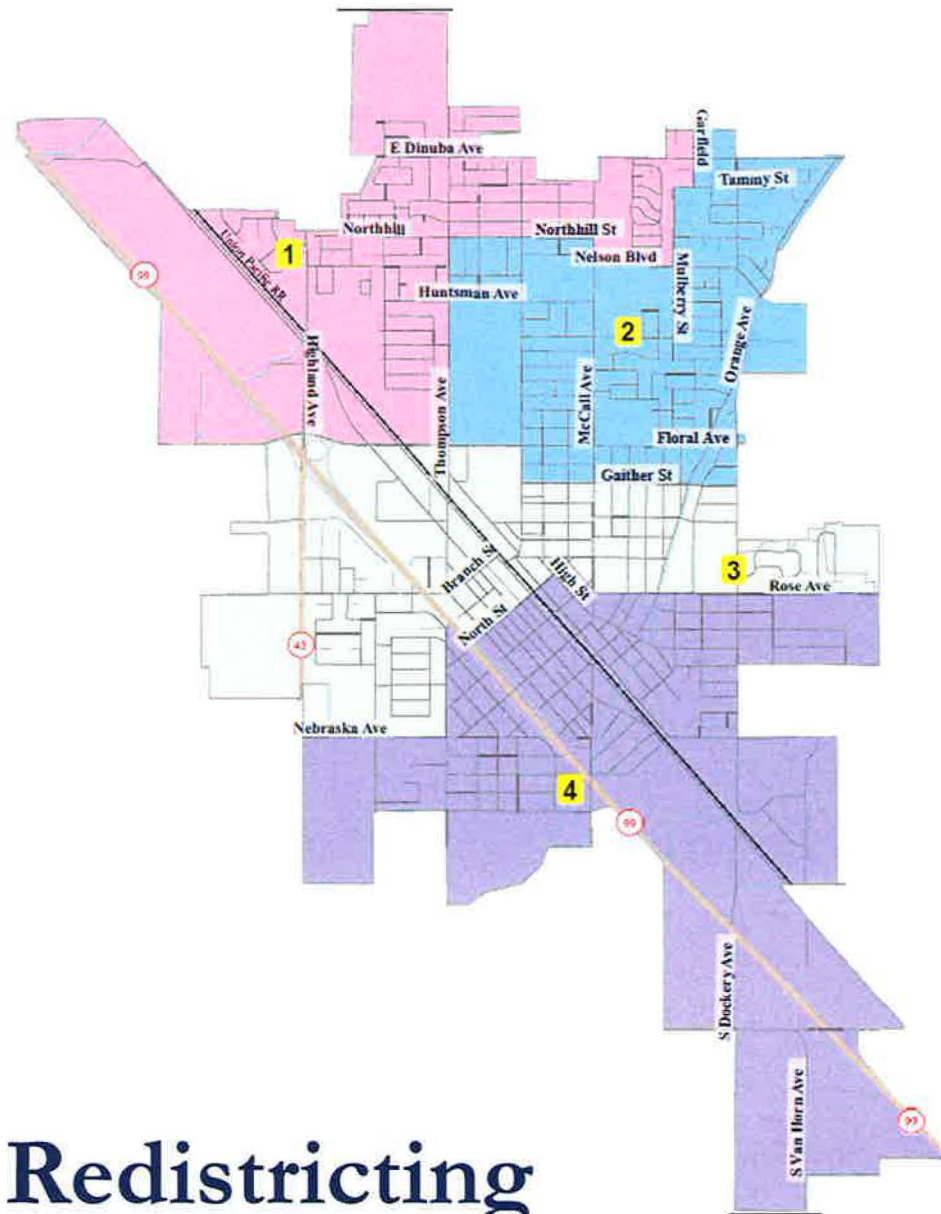 Garfield
E Dinuba Ave
Tammy St
Northhill
Northhill St
1
Union Pacific RR
Nelson Blvd
Mulberry St
Huntsman Ave
2
Orange Ave
Highland Ave
Thompson Ave
McCall Ave
Floral Ave
Gaither St
Branch St
High St
3
Rose Ave
North St
43
Nebraska Ave
4
99
S Dockery Ave
S Van Horn Ave
Redistricting